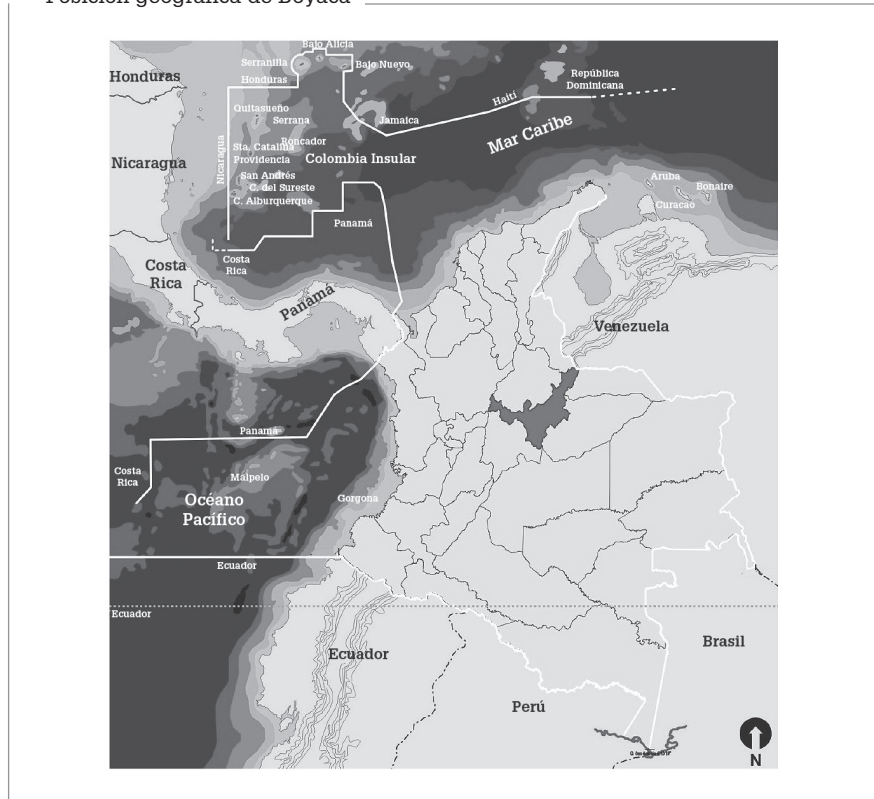 Posición geográfica de Boyacá
Bajo Alicia
Serranilla
Bajo Nuevo
Honduras
Honduras
República
Dominicana
Haití
Quitasueño
Serrana
Jamaica
Mar Caribe
Roncador
Sta. Catalina
Providencia
Colombia Insular
Nicaragua
Nicaragua
San Andrés
C. del Sureste
C. Alburquerque
Aruba
Bonaire
Curacao
Panamá
Costa
Rica
Costa
Rica
Panamá
Venezuela
Panamá
Costa
Rica
Malpelo
Océano
Pacífico
Gorgona
Ecuador
Ecuador
Ecuador
Brasil
Perú
N